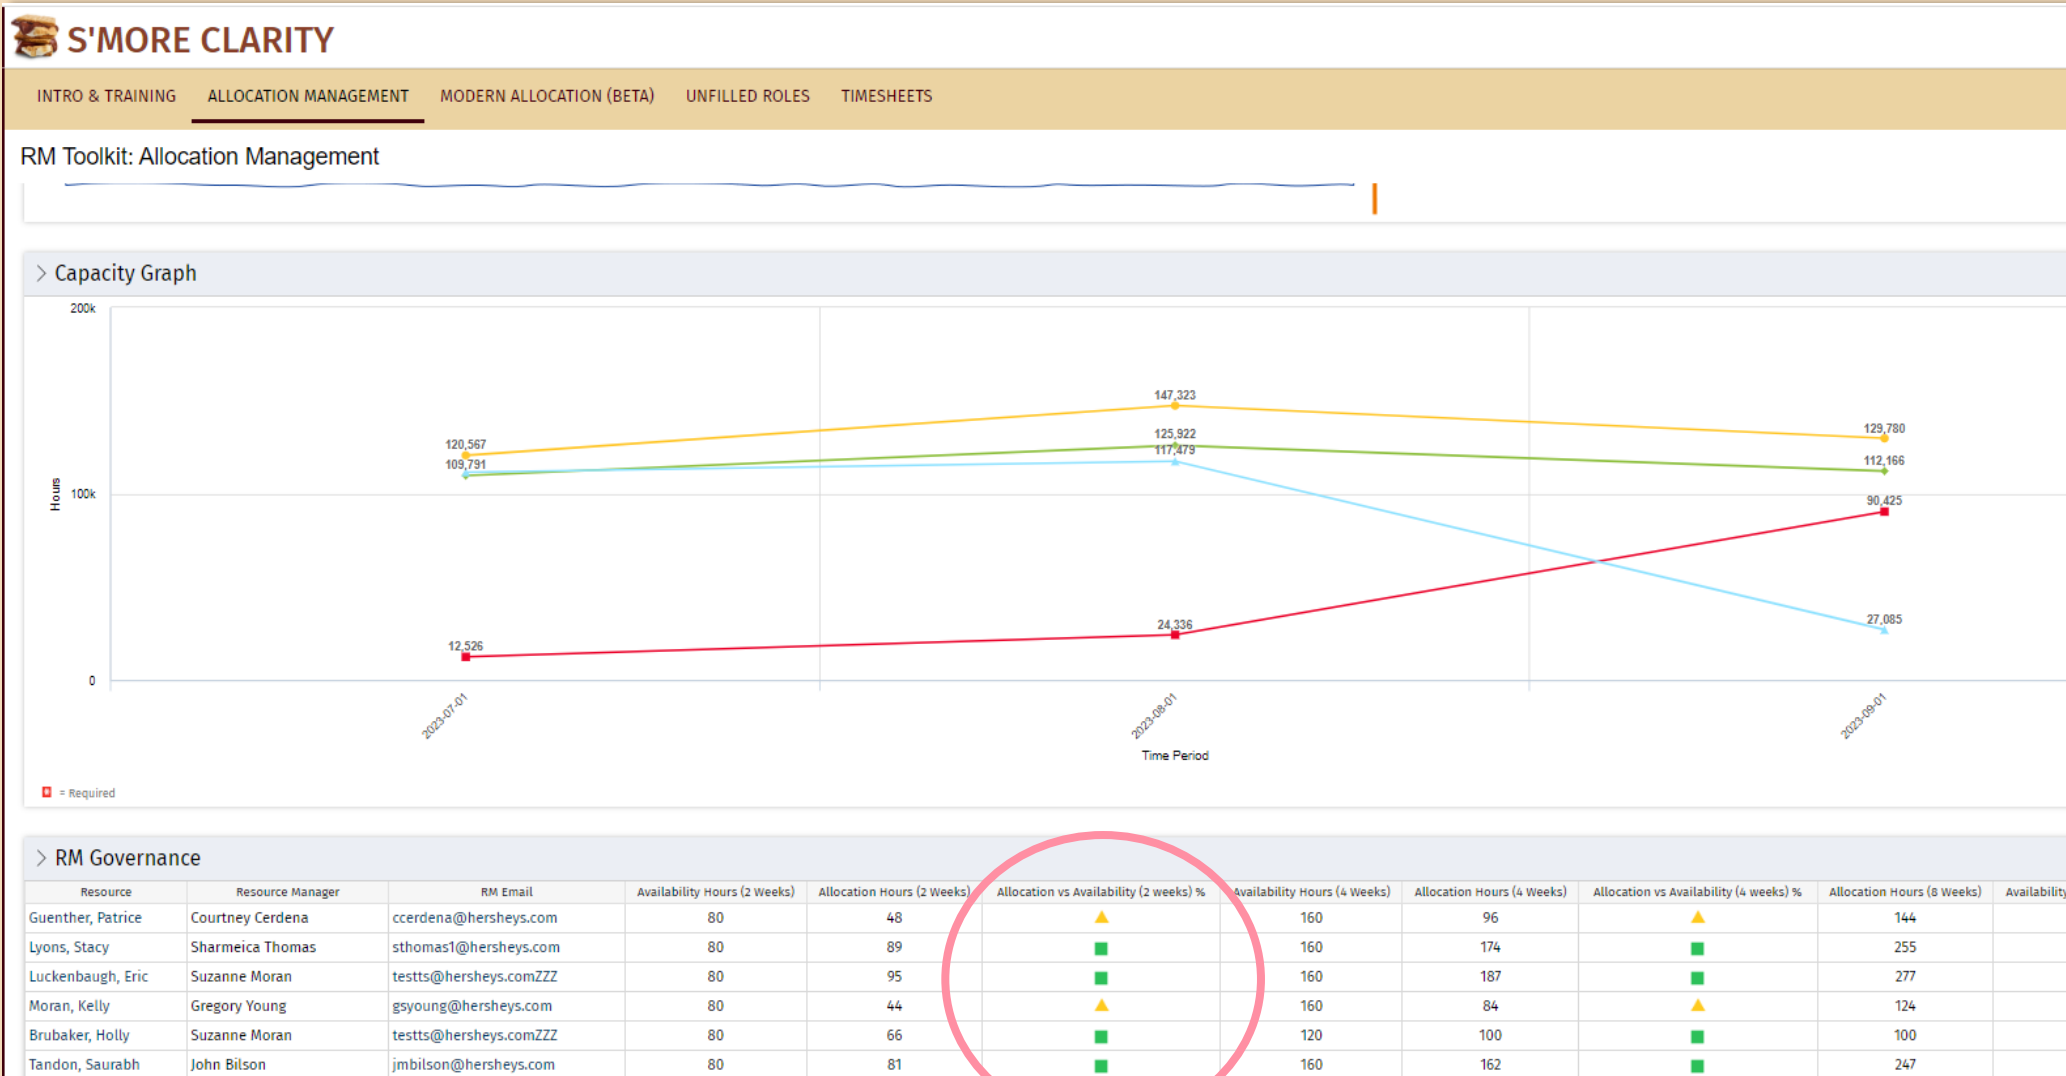 S'MORE CLARITY
INTRO & TRAINING ALLOCATION MANAGEMENT MODERN ALLOCATION (BETA) UNFILLED ROLES TIMESHEETS
RM Toolkit: Allocation Management
Capacity Graph
200k
147,323
129,780
125,922
120,567
117,479
109,791
112,166
100k
Hours
90,425
27,085
24,336
12,526
0
2023-07-01 2023-08-01 2023-09-01
Time Period
= Required
RM Governance
Resource Resource Manager RM Email Availability Hours (2 Weeks) Allocation Hours (2 Weeks) Allocation vs Availability (2 weeks) % Availability Hours (4 Weeks) Allocation Hours (4 Weeks) Allocation vs Availability (4 weeks) % Allocation Hours (8 Weeks) Availability
Guenther, Patrice Courtney Cerdena ccerdena@hersheys.com 80 48 160 96 144
Lyons, Stacy Sharmeica Thomas sthomas1@hersheys.com 80 89 160 174 255
Luckenbaugh, Eric Suzanne Moran testts@hersheys.comZZZ 80 95 160 187 277
Moran, Kelly Gregory Young gsyoung@hersheys.com 80 44 160 84 124
Brubaker, Holly Suzanne Moran testts@hersheys.comZZZ 80 66 120 100 100
Tandon, Saurabh John Bilson jmbilson@hersheys.com 80 81 160 162 247